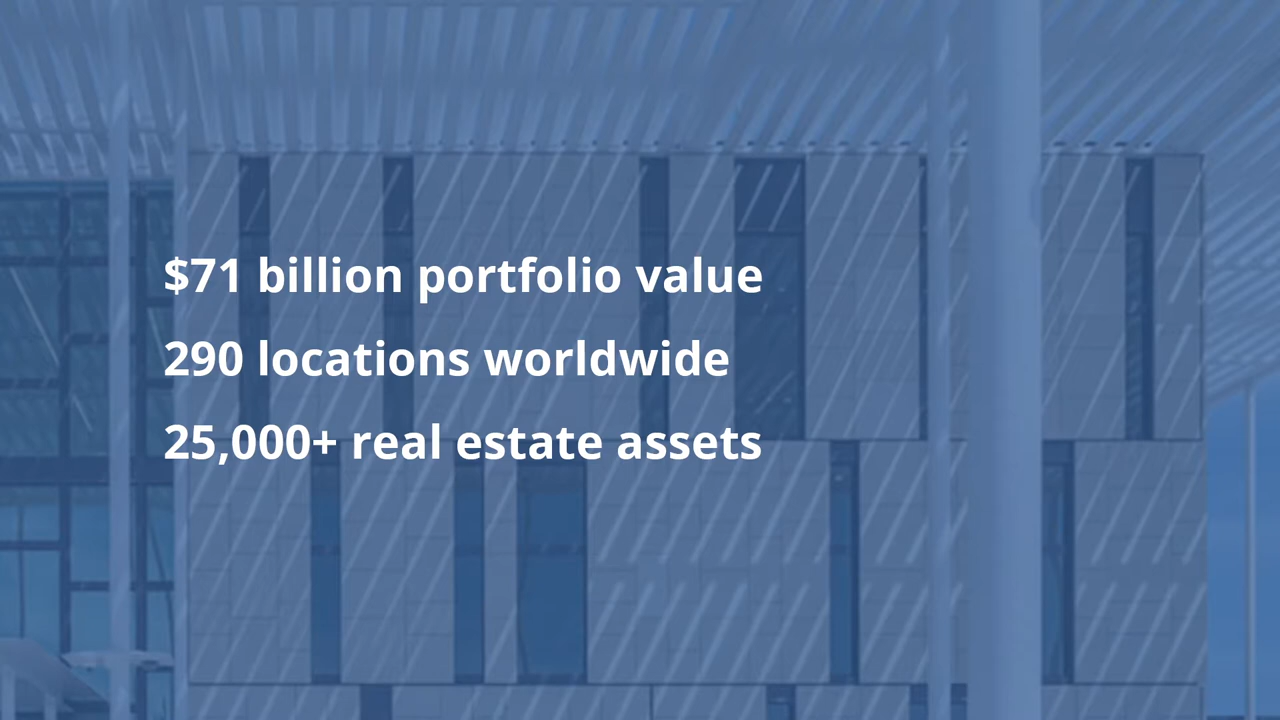 $71 billion portfolio value
290 locations worldwide
25,000+ real estate assets